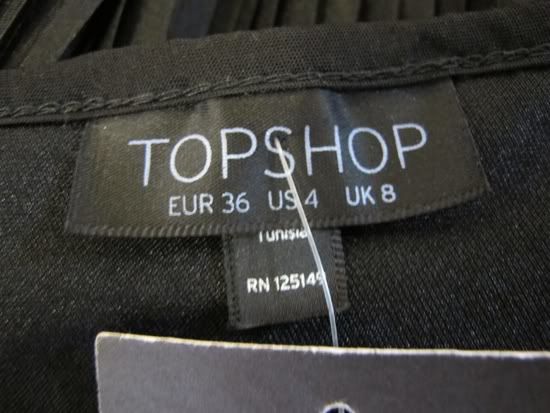 TOPSHOP
EUR 36 US 4 UK 8
Tunisia
RN 125149